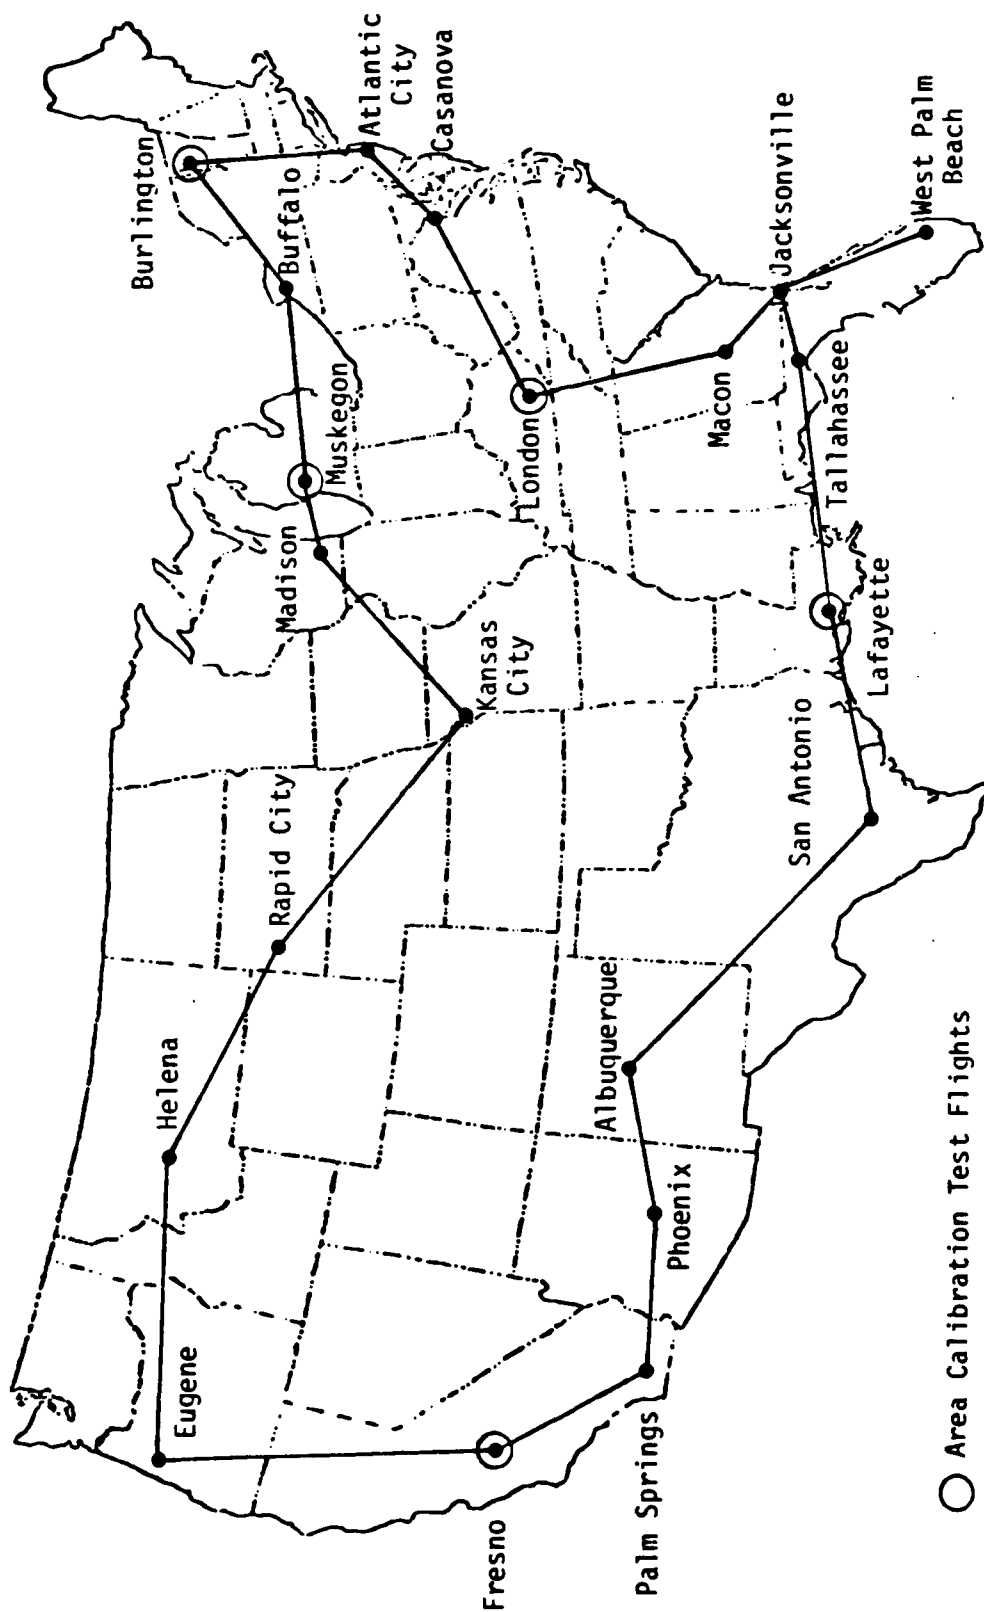 Burlington
Buffalo
Atlantic
City
Casanova
Muskegon
Madison
London
Kansas
City
Rapid City
Helena
Eugene
Fresno
Palm Springs
Phoenix
Albuquerque
San Antonio
Lafayette
Tallahassee
Macon
Jacksonville
West Palm
Beach
Area Calibration Test Flights